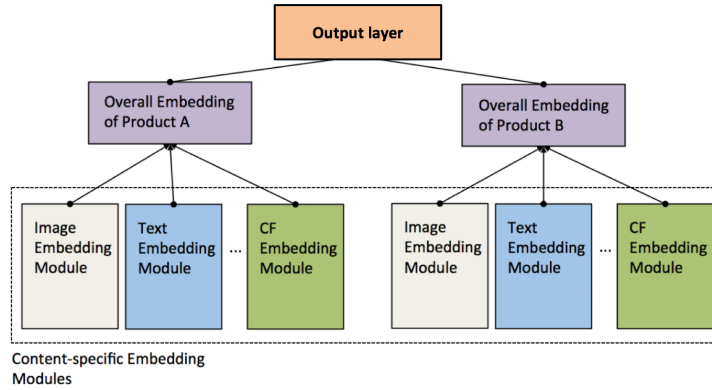 Output layer
Overall Embedding
of Product A
Overall Embedding
of Product B
Image
Embedding
Module
Text
Embedding
Module
...
CF
Embedding
Module
Image
Embedding
Module
Text
Embedding
Module
...
CF
Embedding
Module
Content-specific Embedding
Modules